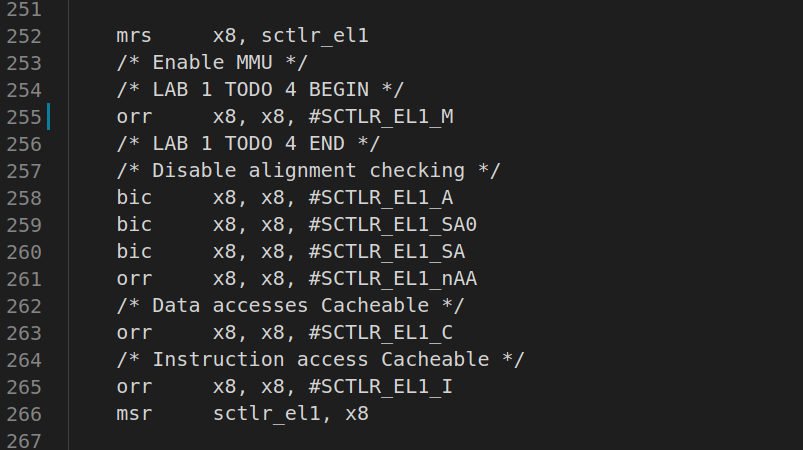 251
252 mrs x8, sctlr_el1
253 /* Enable MMU */
254 /* LAB 1 TODO 4 BEGIN */
255 orr x8, x8, #SCTLR_EL1_M
256 /* LAB 1 TODO 4 END */
257 /* Disable alignment checking */
258 bic x8, x8, #SCTLR_EL1_A
259 bic x8, x8, #SCTLR_EL1_SA0
260 bic x8, x8, #SCTLR_EL1_SA
261 orr x8, x8, #SCTLR_EL1_nAA
262 /* Data accesses Cacheable */
263 orr x8, x8, #SCTLR_EL1_C
264 /* Instruction access Cacheable */
265 orr x8, x8, #SCTLR_EL1_I
266 msr sctlr_el1, x8
267